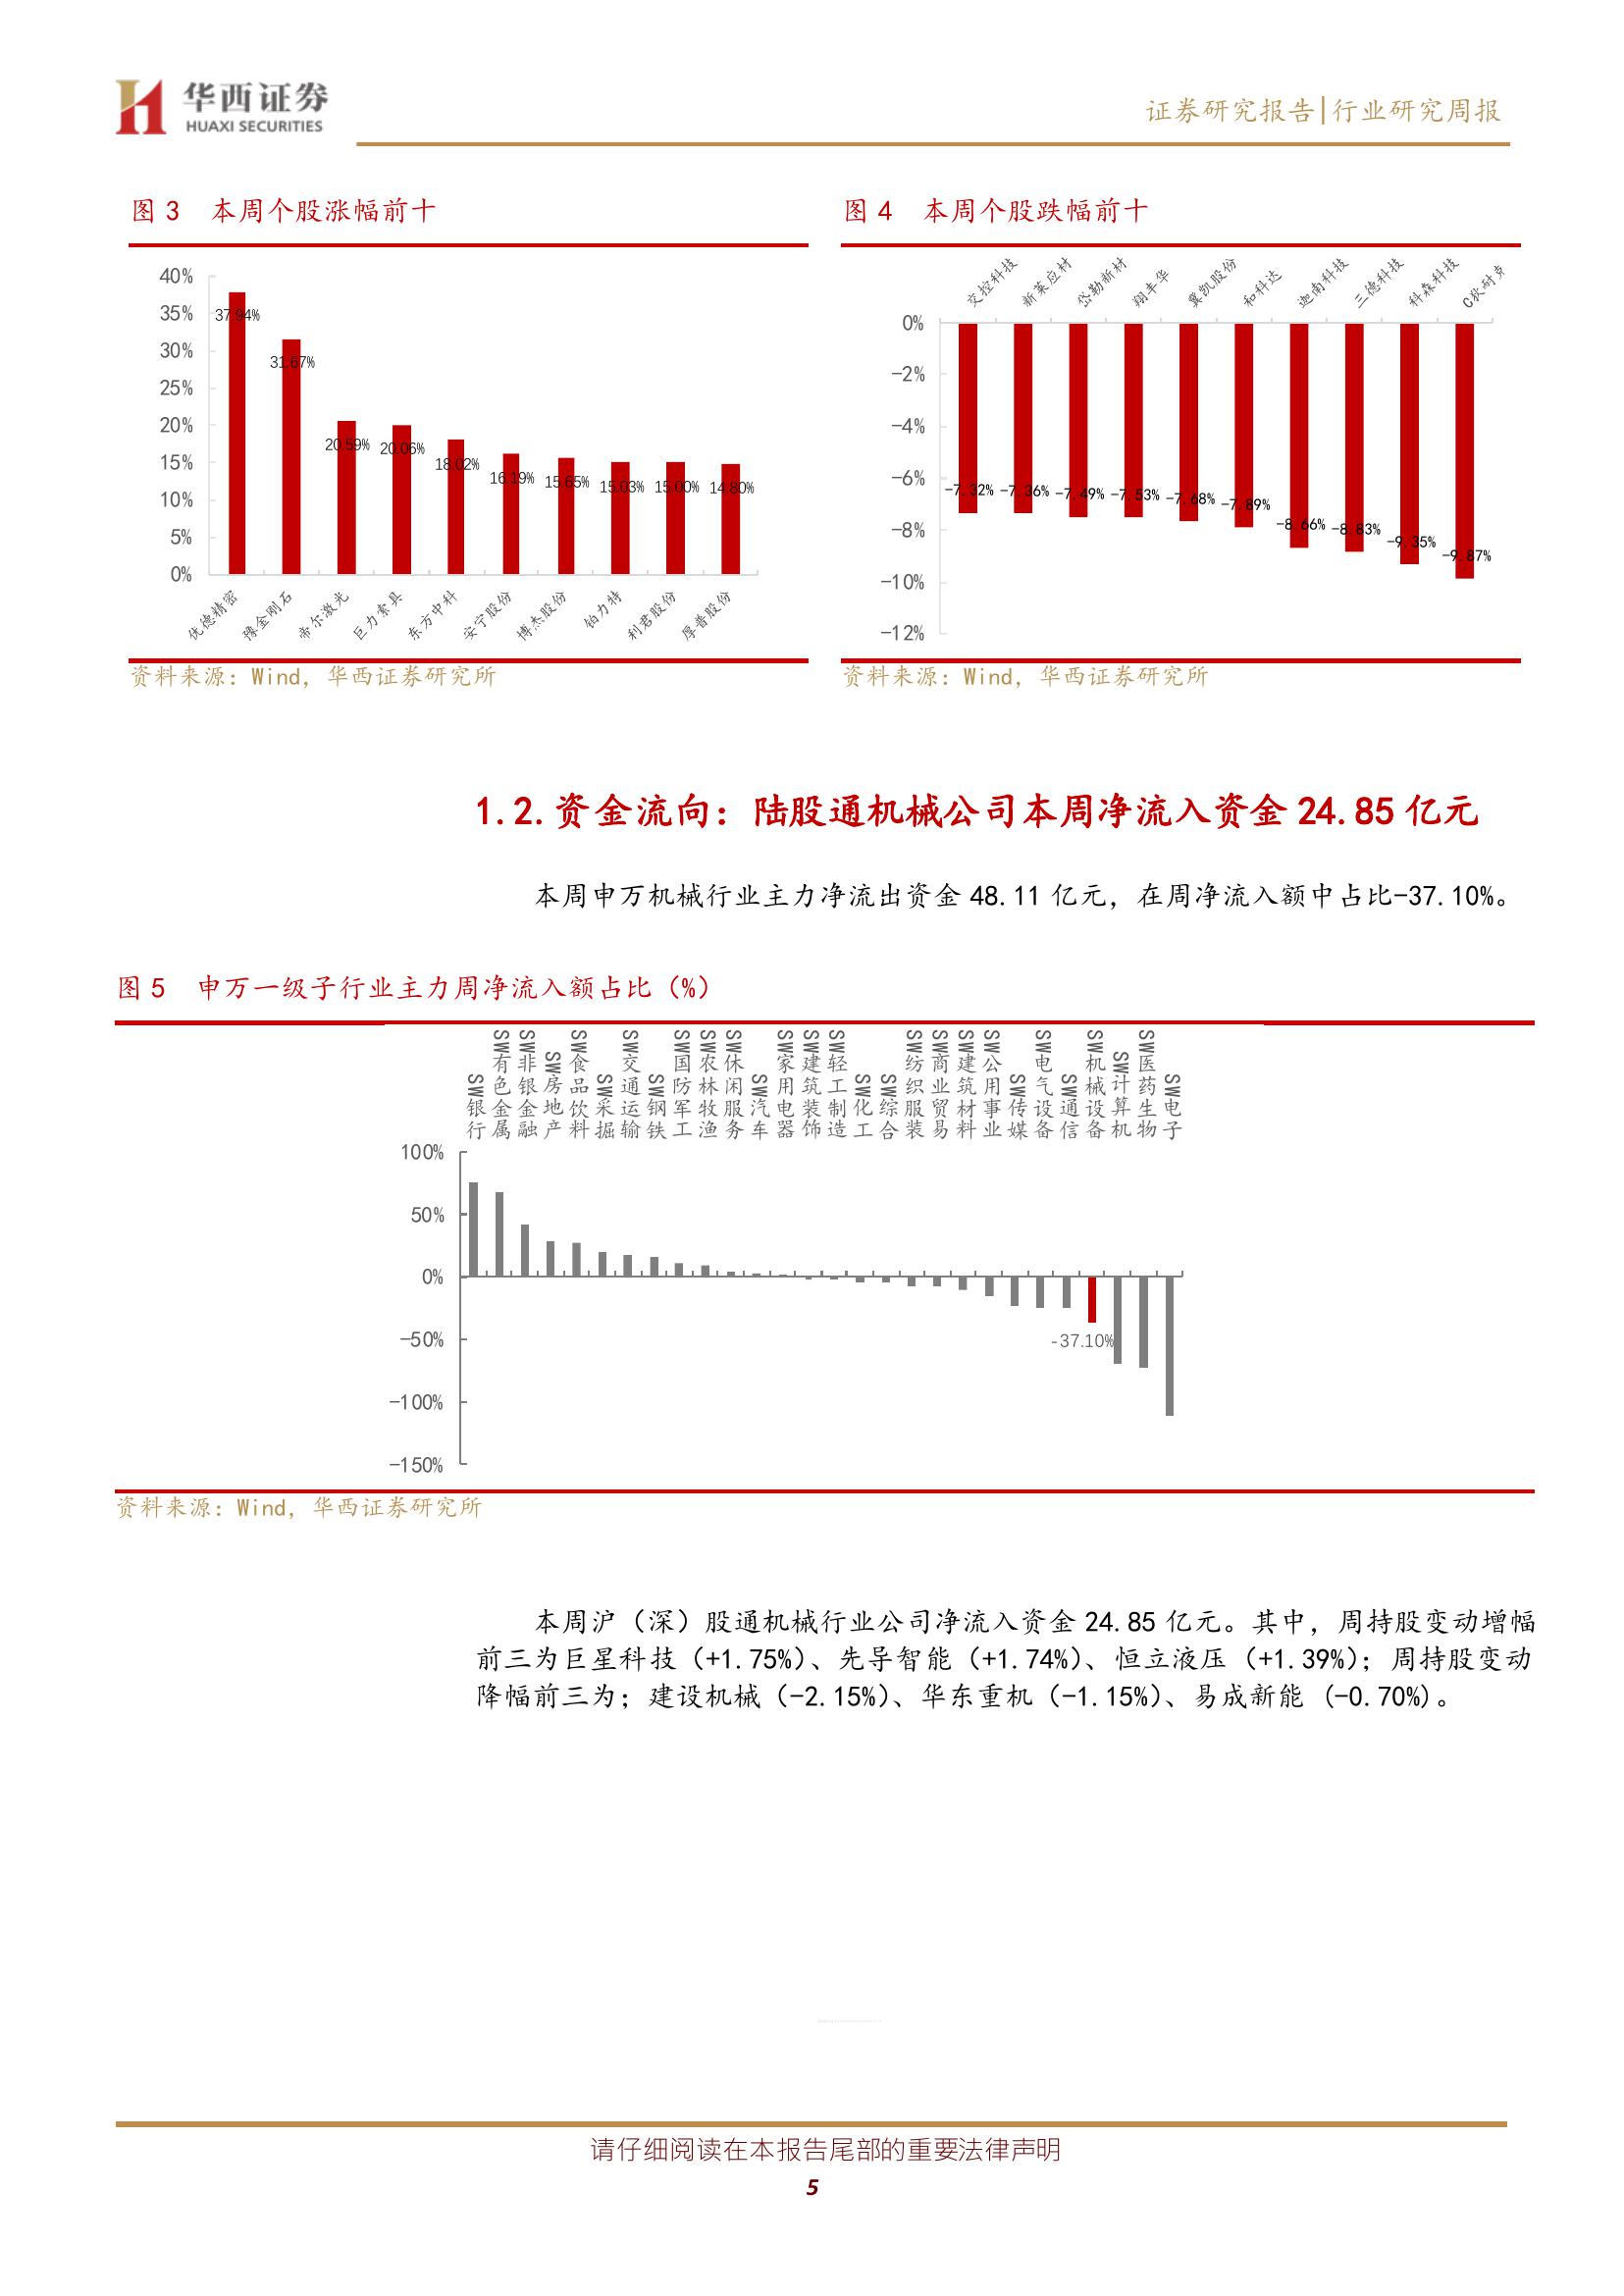 华西证券
HUAXI SECURITIES
证券研究报告|行业研究周报
图 3 本周个股涨幅前十
40%
35%
30%
25%
20%
15%
10%
5%
0%
37.94%
31.67%
20.59%
20.06%
18.02%
16.19%
15.65%
15.03%
15.00%
14.80%
优德精密
豫金刚石
帝尔激光
巨力索具
东方中科
安宁股份
博杰股份
铂力特
利君股份
厚普股份
资料来源：Wind，华西证券研究所
图 4 本周个股跌幅前十
交控科技
新莱应材
岱勒新材
翔丰华
冀凯股份
和科达
迦南科技
三德科技
科森科技
C狄耐克
0%
-2%
-4%
-6%
-8%
-10%
-12%
-7.32%
-7.36%
-7.49%
-7.53%
-7.68%
-7.89%
-8.66%
-8.83%
-9.35%
-9.87%
资料来源：Wind，华西证券研究所
1.2.资金流向：陆股通机械公司本周净流入资金 24.85 亿元
本周申万机械行业主力净流出资金 48.11 亿元，在周净流入额中占比-37.10%。
图 5 申万一级子行业主力周净流入额占比（%）
SW银行
SW有色金属
SW非银金融
SW房地产
SW食品饮料
SW采掘
SW交通运输
SW钢铁
SW国防军工
SW农林牧渔
SW休闲服务
SW汽车
SW家用电器
SW建筑装饰
SW轻工制造
SW化工
SW综合
SW纺织服装
SW商业贸易
SW建筑材料
SW公用事业
SW传媒
SW电气设备
SW通信
SW机械设备
SW计算机
SW医药生物
SW电子
100%
50%
0%
-50%
-100%
-150%
-37.10%
资料来源：Wind，华西证券研究所
本周沪（深）股通机械行业公司净流入资金 24.85 亿元。其中，周持股变动增幅
前三为巨星科技（+1.75%）、先导智能（+1.74%）、恒立液压（+1.39%）；周持股变动
降幅前三为；建设机械（-2.15%）、华东重机（-1.15%）、易成新能（-0.70%）。
请仔细阅读在本报告尾部的重要法律声明
5